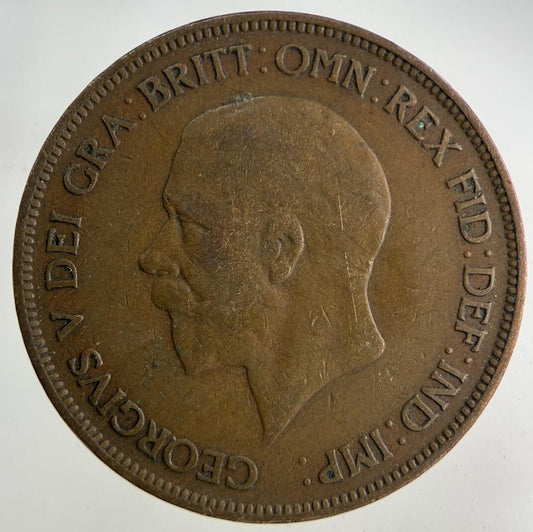 GEORGIVS V DEI GRA: BRITT: OMN: REX FID: DEF: IND: IMP: